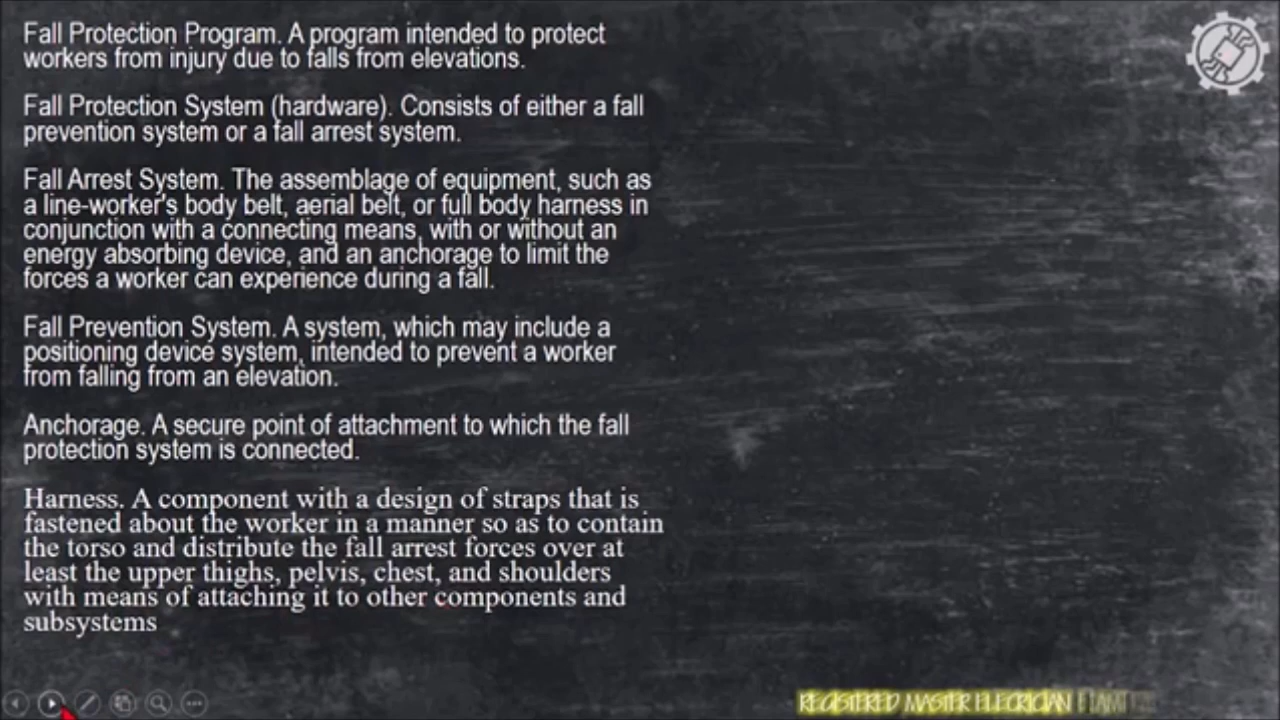 Fall Protection Program. A program intended to protect
workers from injury due to falls from elevations.
Fall Protection System (hardware). Consists of either a fall
prevention system or a fall arrest system.
Fall Arrest System. The assemblage of equipment, such as
a line-worker's body belt, aerial belt, or full body harness in
conjunction with a connecting means, with or without an
energy absorbing device, and an anchorage to limit the
forces a worker can experience during a fall.
Fall Prevention System. A system, which may include a
positioning device system, intended to prevent a worker
from falling from an elevation.
Anchorage. A secure point of attachment to which the fall
protection system is connected.
Harness. A component with a design of straps that is
fastened about the worker in a manner so as to contain
the torso and distribute the fall arrest forces over at
least the upper thighs, pelvis, chest, and shoulders
with means of attaching it to other components and
subsystems
REGISTERED MASTER ELECRICIAN